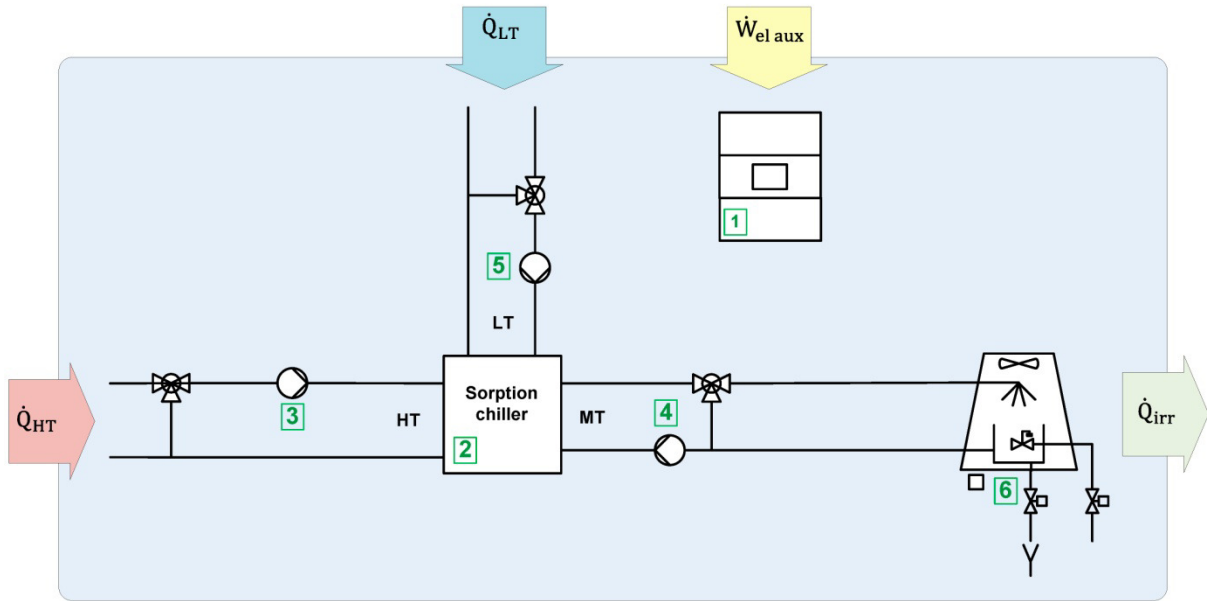 Q̇LT
Ẇel aux
1
5
LT
Sorption
chiller
2
HT
MT
3
4
Q̇HT
Q̇irr
6